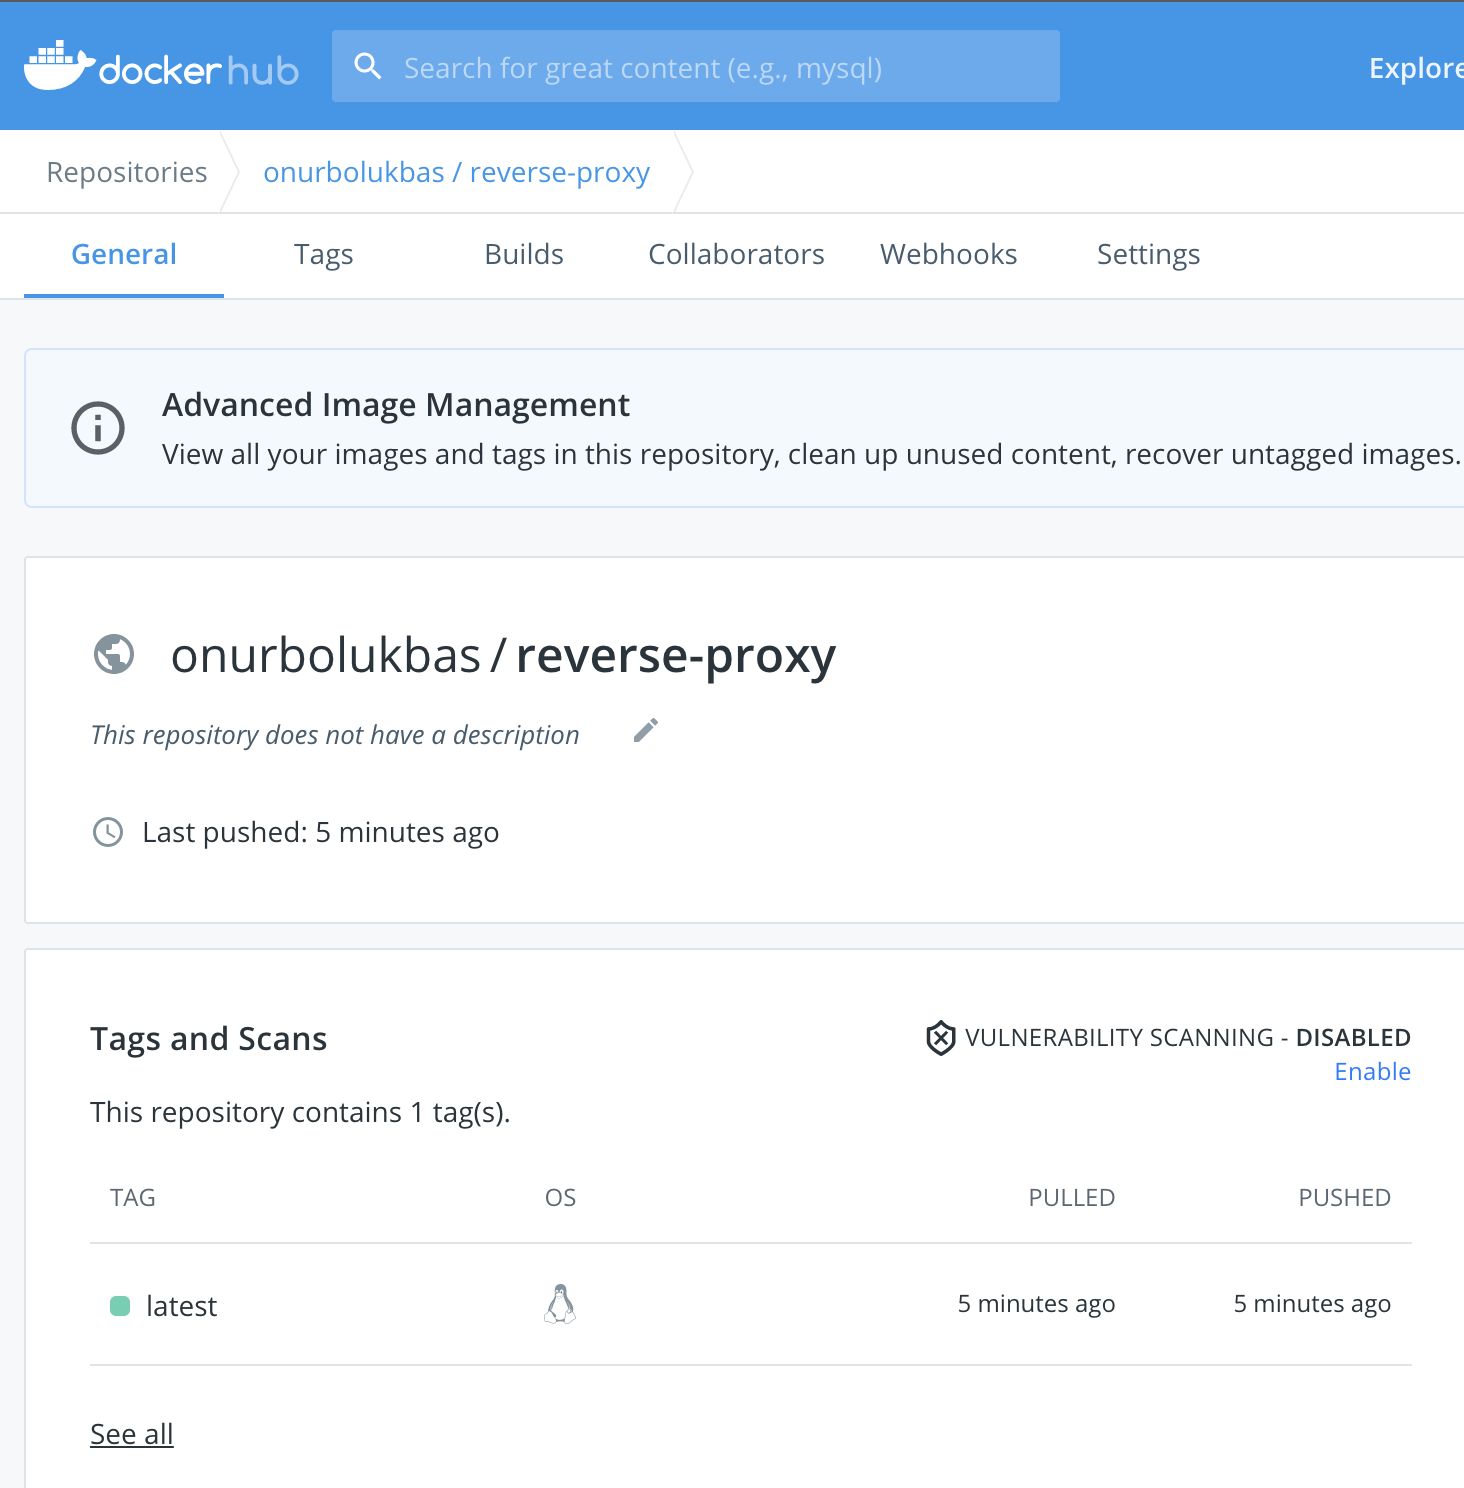 docker hub
Search for great content (e.g., mysql)
Explore
Repositories
onurbolukbas / reverse-proxy
General
Tags
Builds
Collaborators
Webhooks
Settings
Advanced Image Management
View all your images and tags in this repository, clean up unused content, recover untagged images.
onurbolukbas / reverse-proxy
This repository does not have a description
Last pushed: 5 minutes ago
Tags and Scans
VULNERABILITY SCANNING - DISABLED
Enable
This repository contains 1 tag(s).
TAG OS PULLED PUSHED
latest 5 minutes ago 5 minutes ago
See all